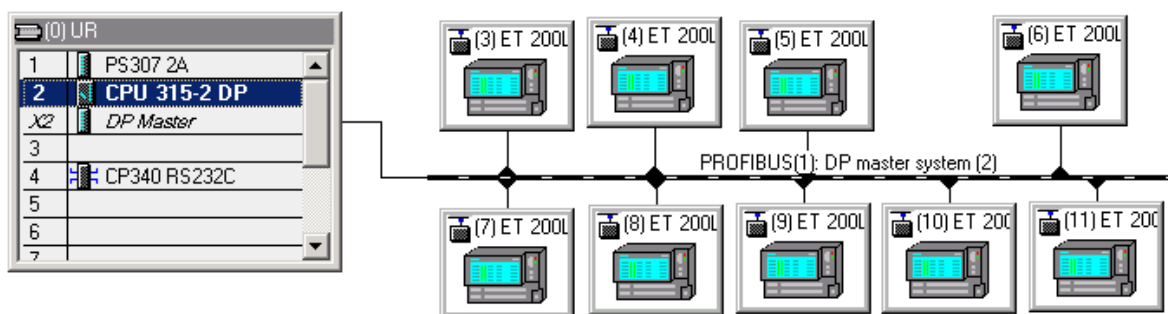 (0) UR
1 PS307 2A
2 CPU 315-2 DP
X2 DP Master
3
4 CP340 RS232C
5
6
7
(3) ET 200L
(4) ET 200L
(5) ET 200L
(6) ET 200L
PROFIBUS(1): DP master system (2)
(7) ET 200L
(8) ET 200L
(9) ET 200L
(10) ET 200
(11) ET 200